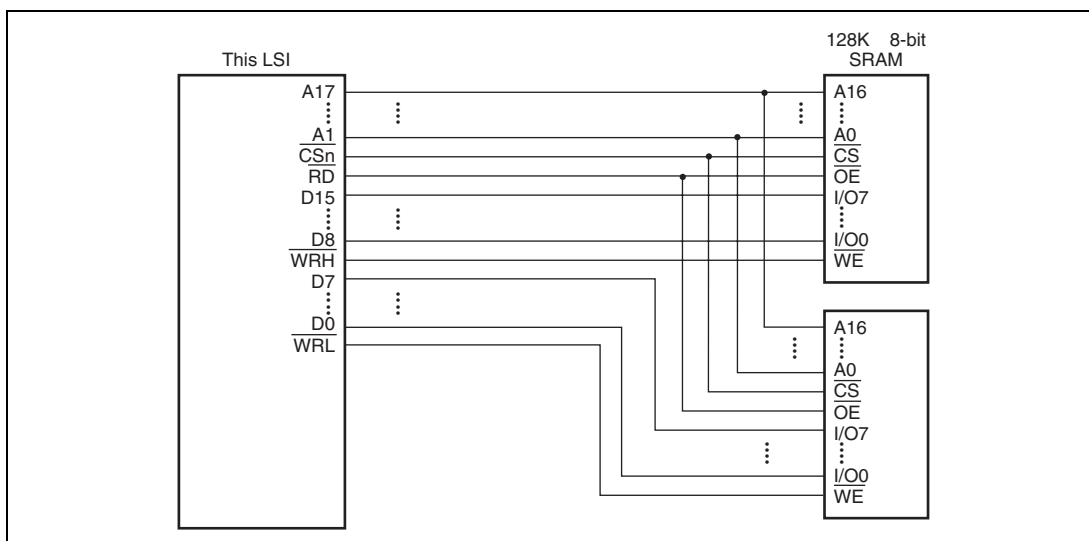 This LSI
A17
A1
CSn
RD
D15
D8
WRH
D7
D0
WRL
128K 8-bit
SRAM
A16
A0
CS
OE
I/O7
I/O0
WE
A16
A0
CS
OE
I/O7
I/O0
WE